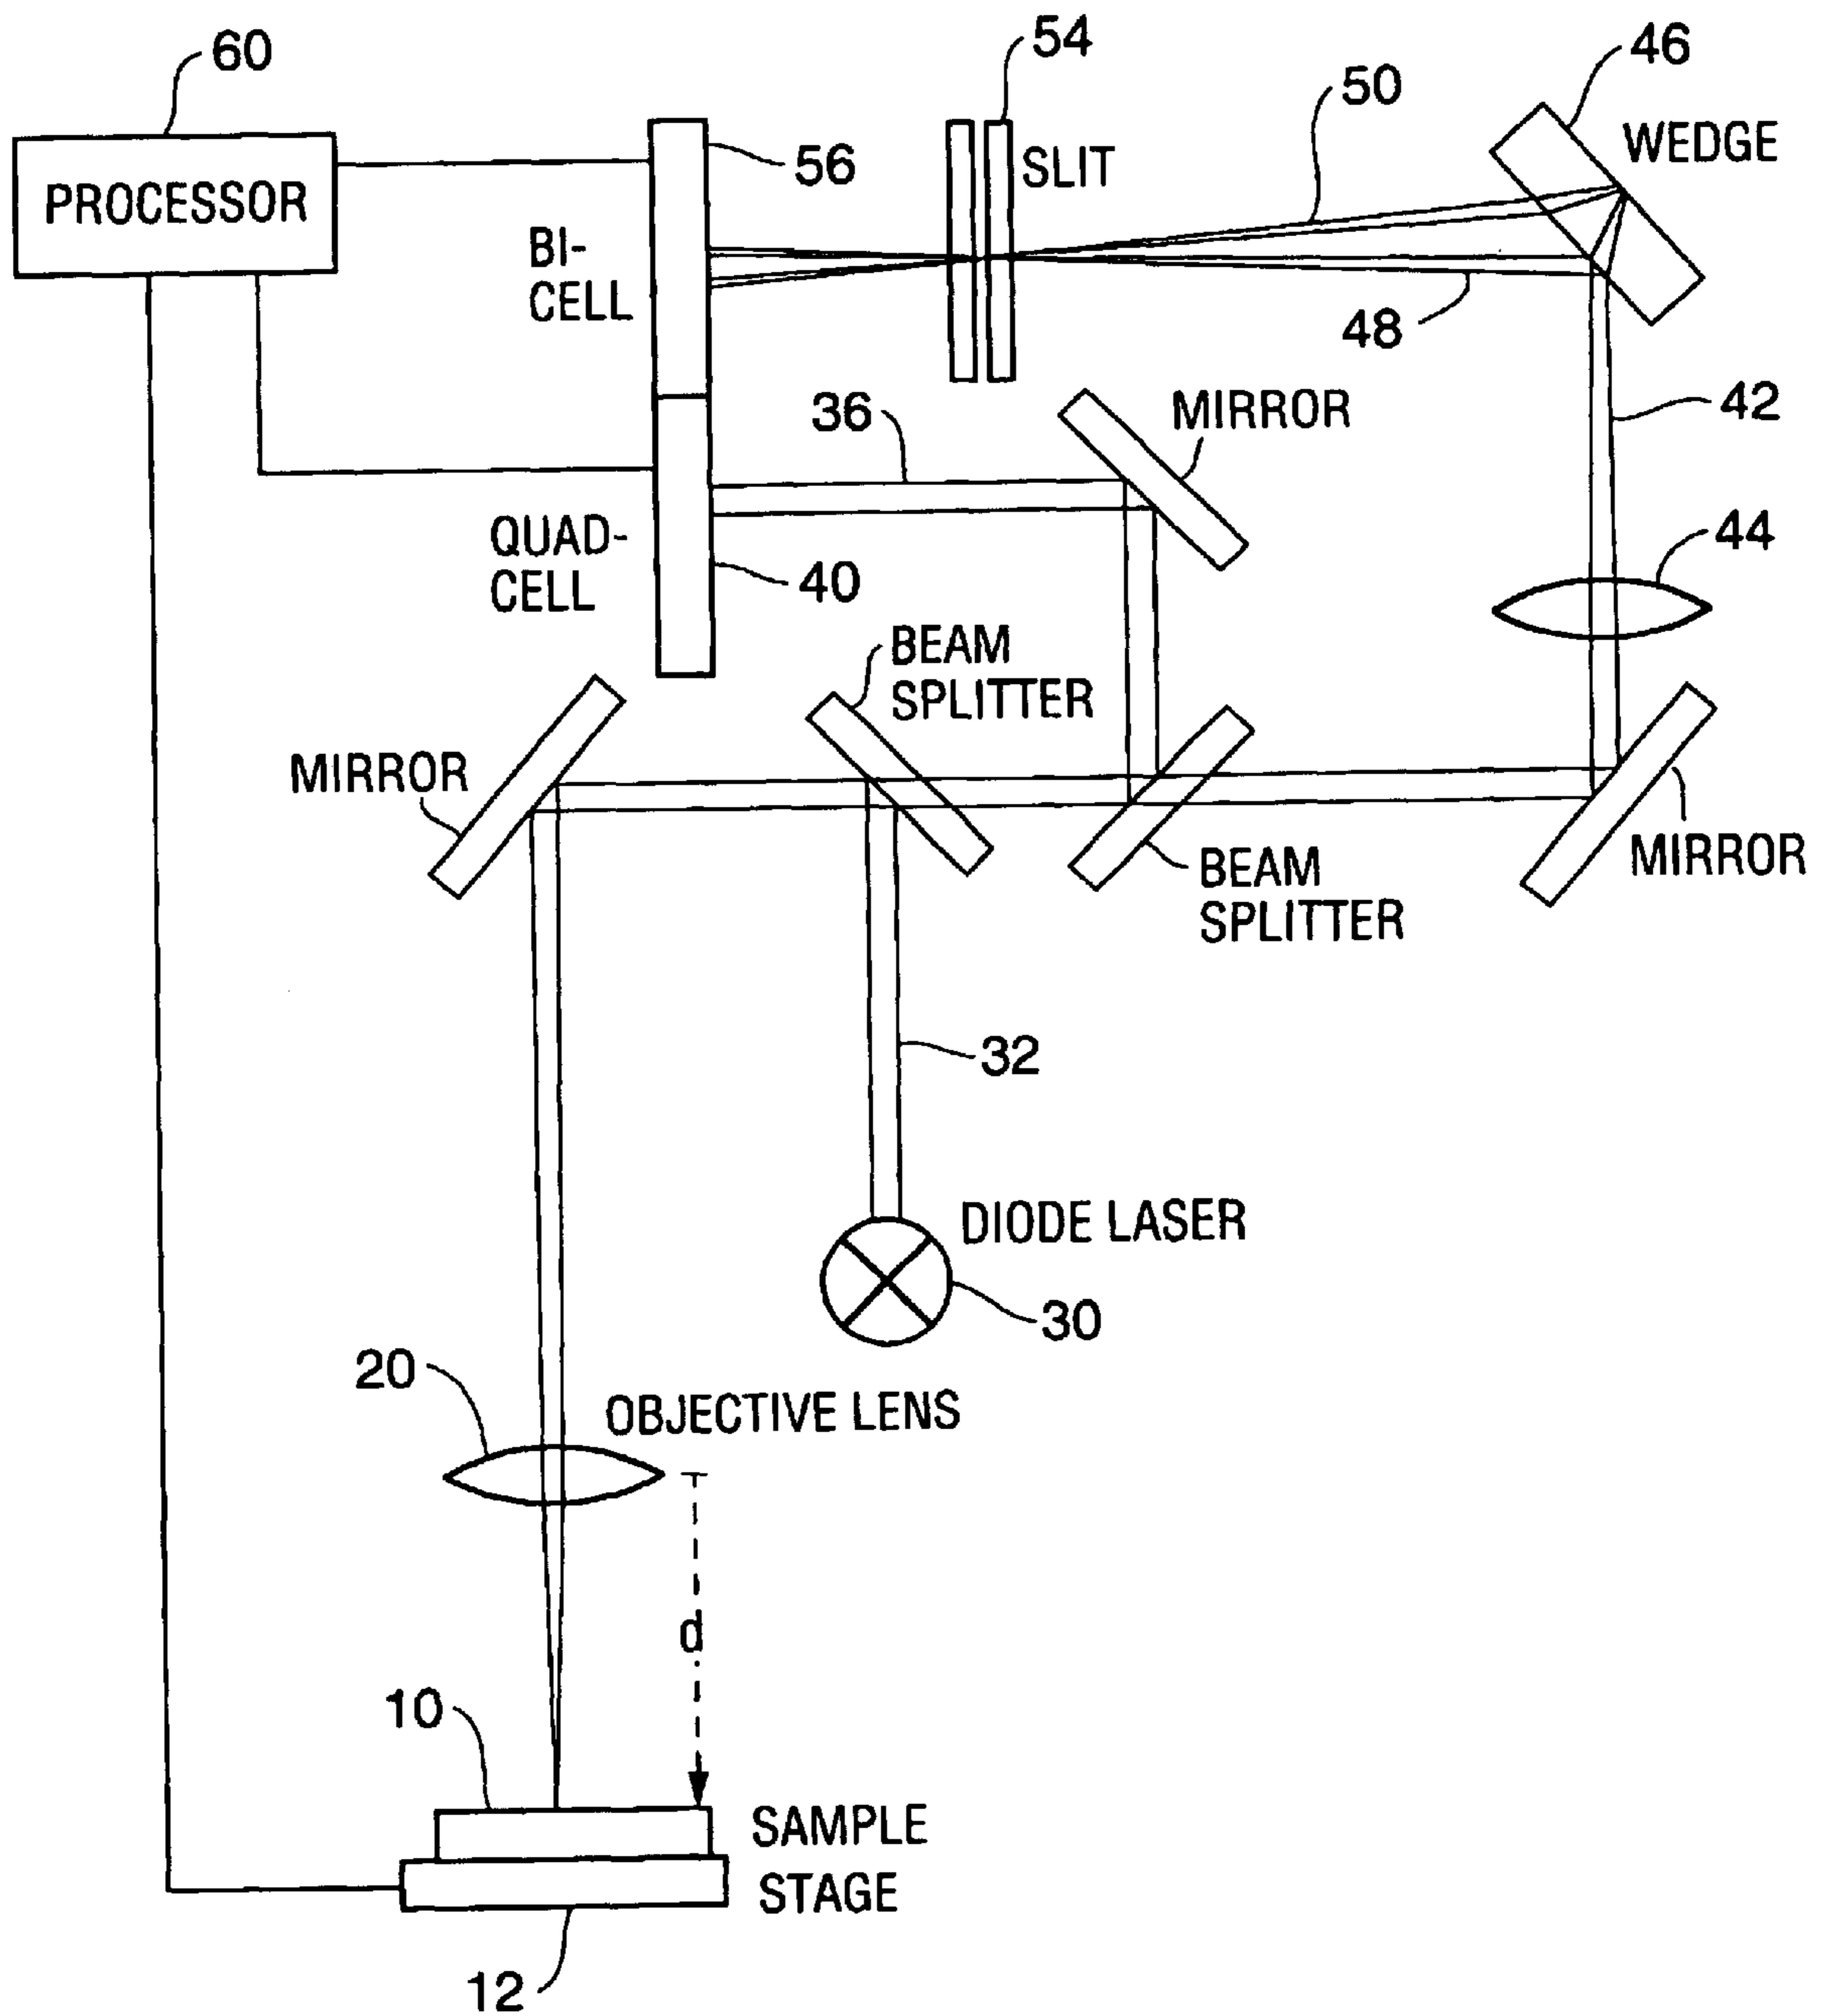 60
54
46
50
WEDGE
56
SLIT
PROCESSOR
BI-
CELL
48
42
36
MIRROR
44
QUAD-
CELL
40
BEAM
SPLITTER
MIRROR
BEAM
SPLITTER
MIRROR
32
DIODE LASER
30
20
OBJECTIVE LENS
d
10
SAMPLE
STAGE
12